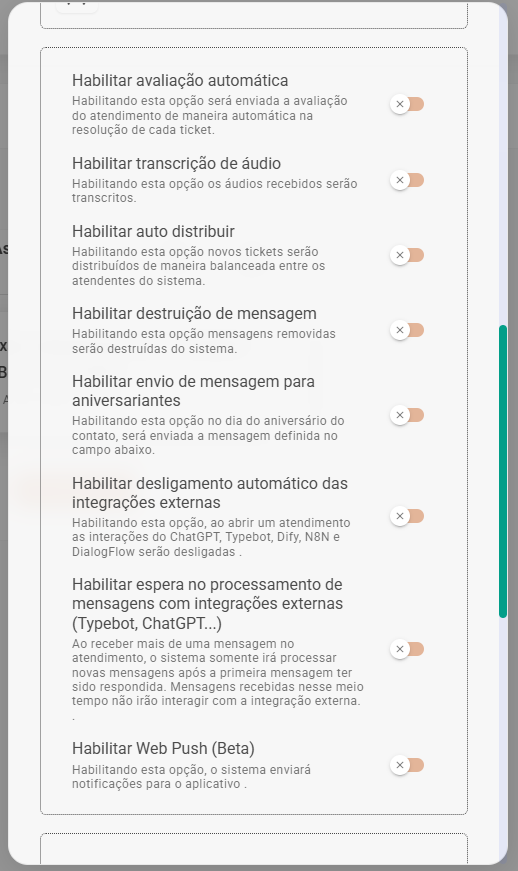 Habilitar avaliação automática
Habilitando esta opção será enviada a avaliação
do atendimento de maneira automática na
resolução de cada ticket.
Habilitar transcrição de áudio
Habilitando esta opção os áudios recebidos serão
transcritos.
Habilitar auto distribuir
Habilitando esta opção novos tickets serão
distribuídos de maneira balanceada entre os
atendentes do sistema.
Habilitar destruição de mensagem
Habilitando esta opção mensagens removidas
serão destruídas do sistema.
Habilitar envio de mensagem para
aniversariantes
Habilitando esta opção no dia do aniversário do
contato, será enviada a mensagem definida no
campo abaixo.
Habilitar desligamento automático das
integrações externas
Habilitando esta opção, ao abrir um atendimento
as interações do ChatGPT, Typebot, Dify, N8N e
DialogFlow serão desligadas .
Habilitar espera no processamento de
mensagens com integrações externas
(Typebot, ChatGPT...)
Ao receber mais de uma mensagem no
atendimento, o sistema somente irá processar
novas mensagens após a primeira mensagem ter
sido respondida. Mensagens recebidas nesse meio
tempo não irão interagir com a integração externa.
.
Habilitar Web Push (Beta)
Habilitando esta opção, o sistema enviará
notificações para o aplicativo .